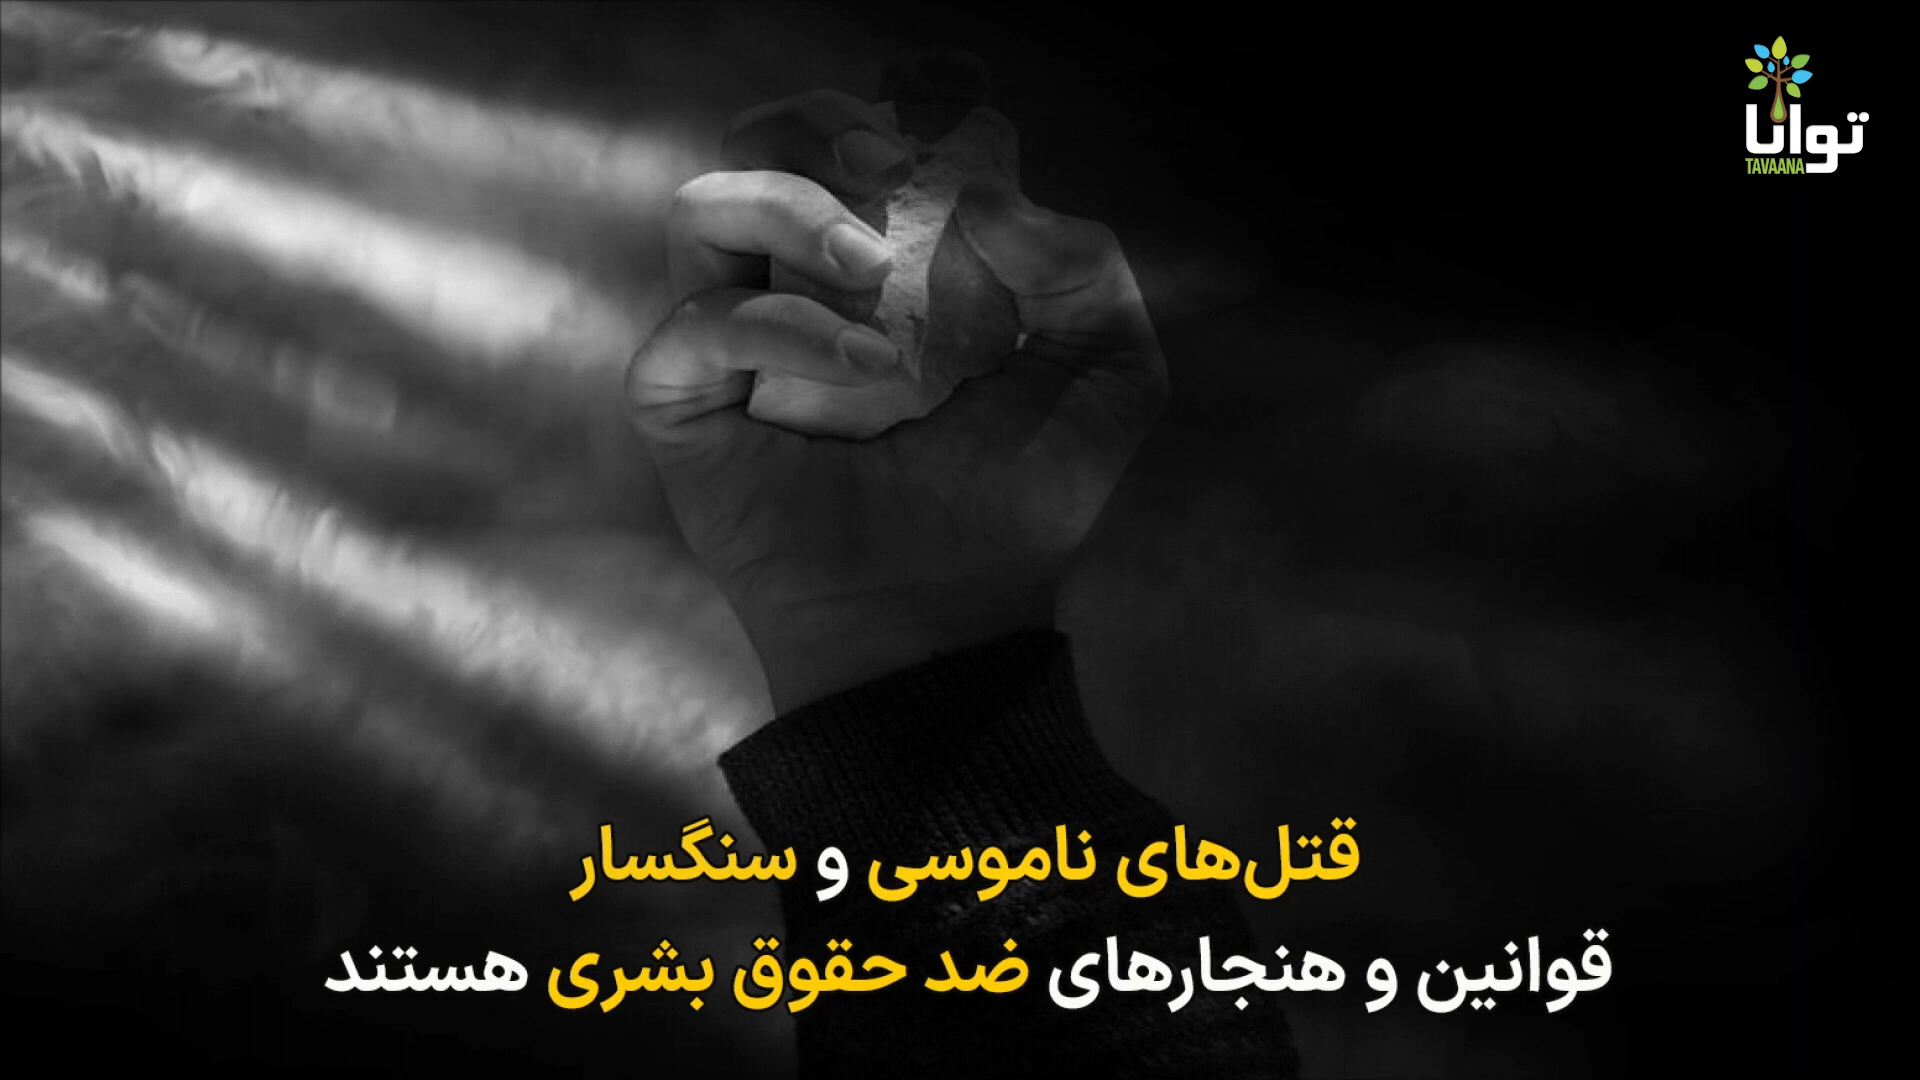 توانا
TAVAANA
قتل‌های ناموسی و سنگسار
قوانین و هنجارهای ضد حقوق بشری هستند